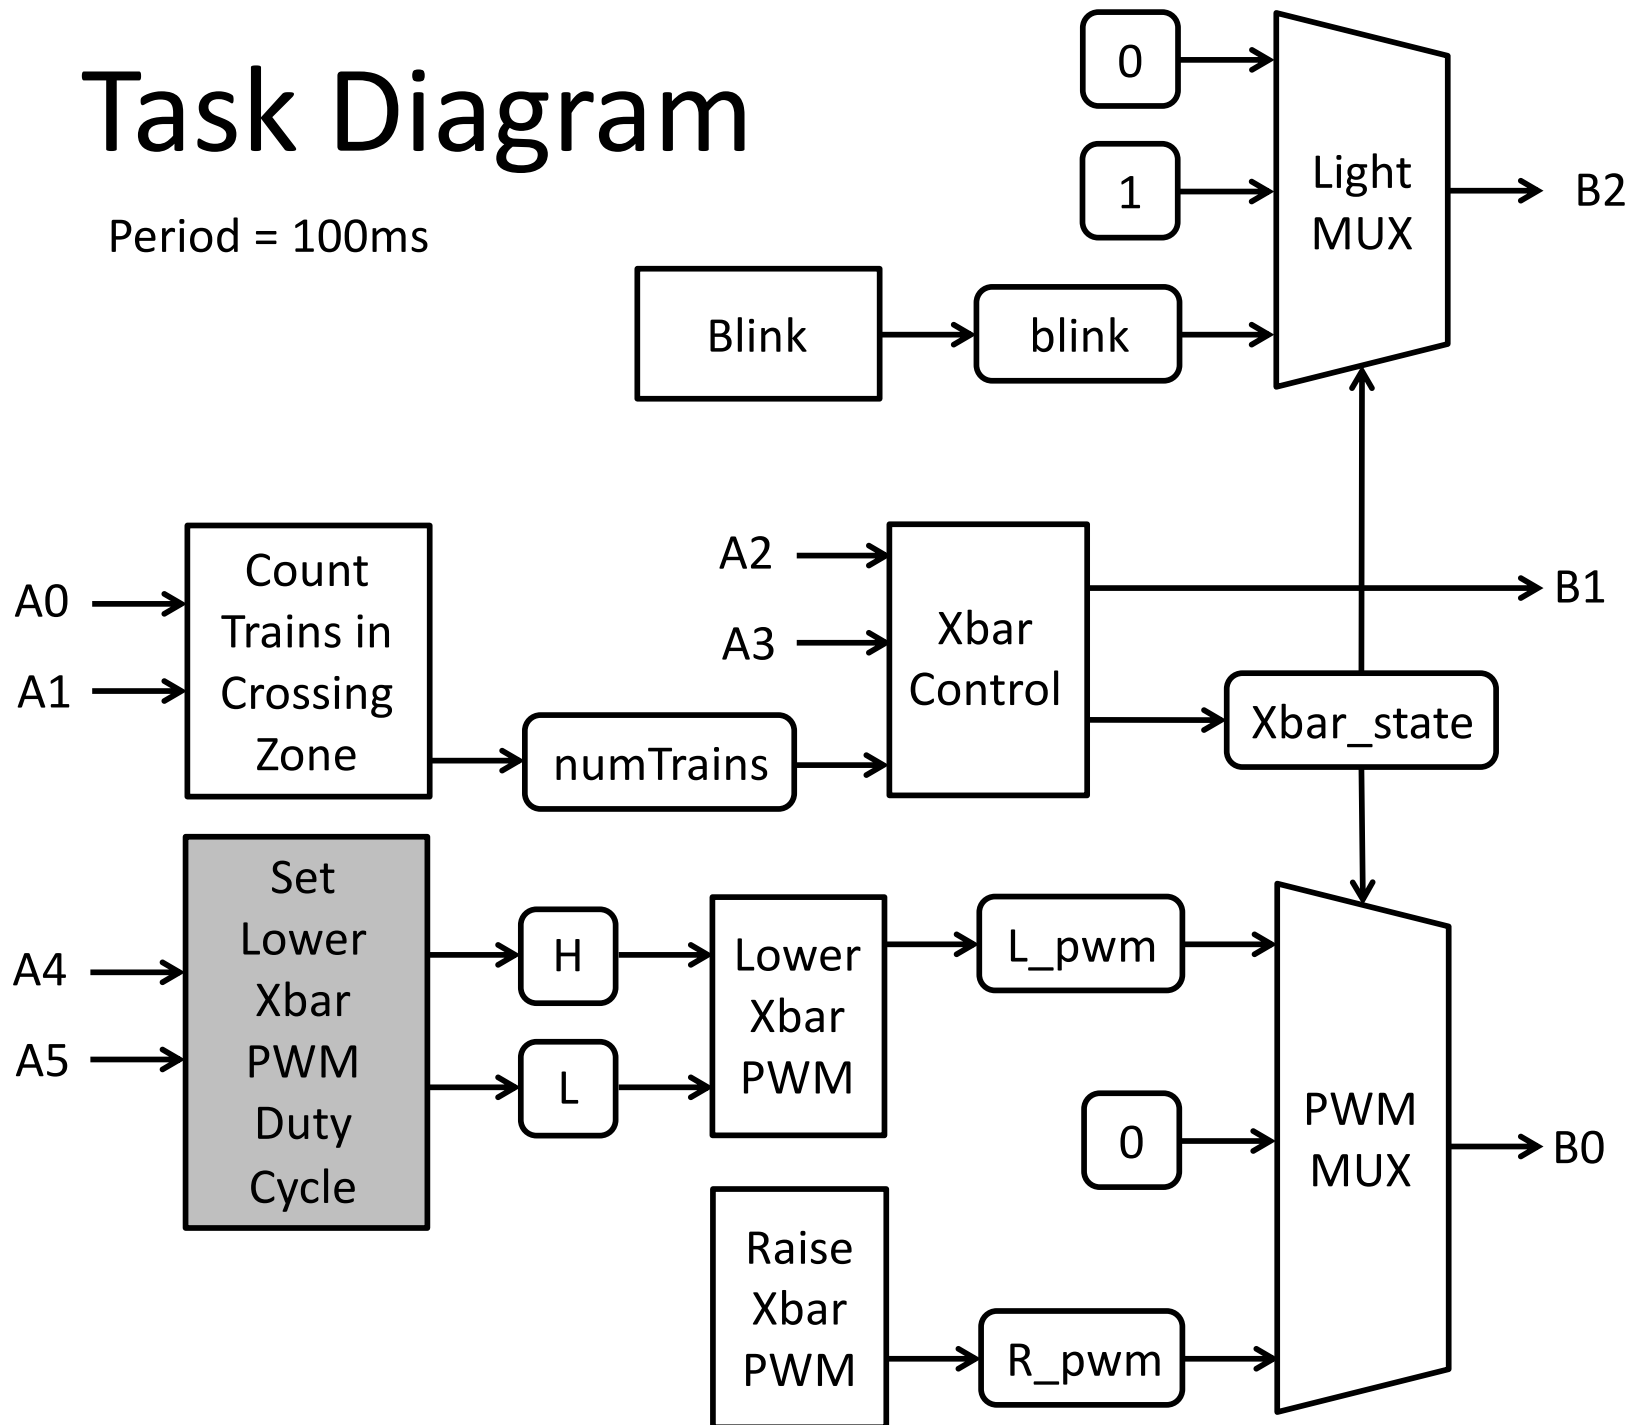 Task Diagram
Period = 100ms
0
1
Light
MUX
B2
Blink
blink
A0
A1
Count
Trains in
Crossing
Zone
numTrains
A2
A3
Xbar
Control
B1
Xbar_state
A4
A5
Set
Lower
Xbar
PWM
Duty
Cycle
H
L
Lower
Xbar
PWM
L_pwm
0
PWM
MUX
B0
Raise
Xbar
PWM
R_pwm